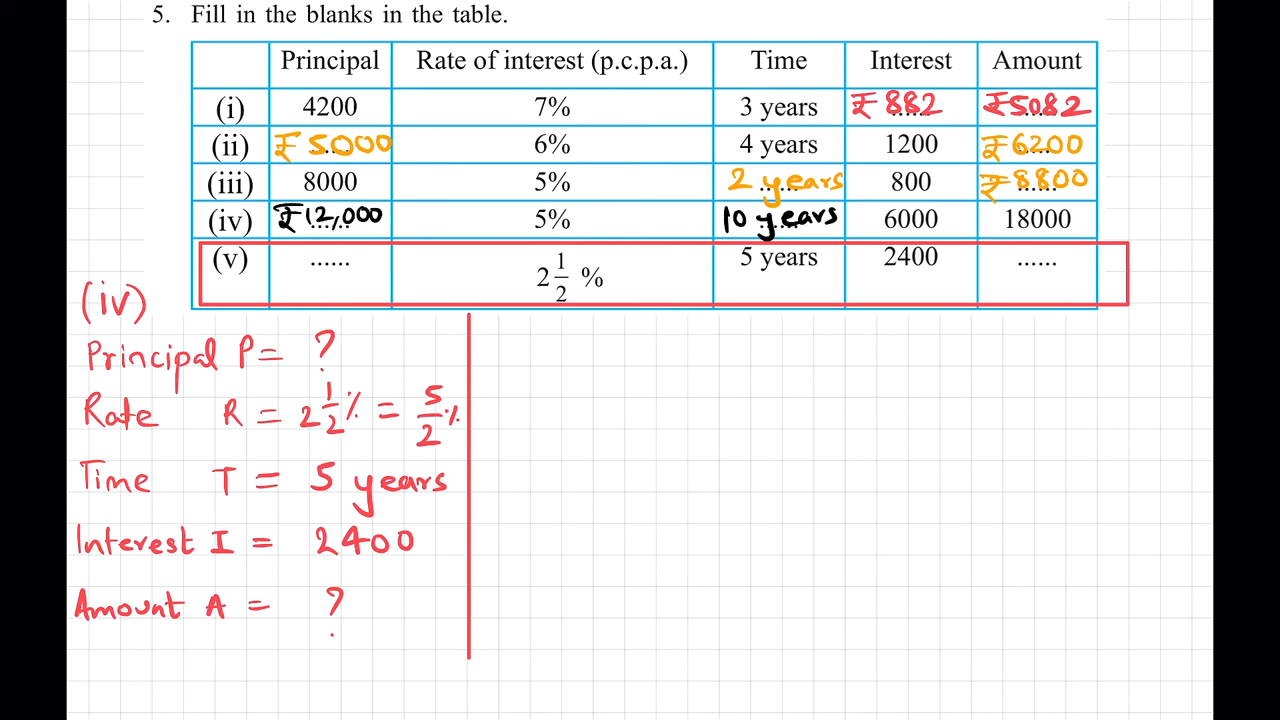 5. Fill in the blanks in the table.
Principal Rate of interest (p.c.p.a.) Time Interest Amount
(i) 4200 7% 3 years ₹ 882 ₹5082
(ii) ₹ 5000 6% 4 years 1200 ₹6200
(iii) 8000 5% 2 years 800 ₹8800
(iv) ₹12,000 5% 10 years 6000 18000
(v) ...... 2 1/2 % 5 years 2400 ......
(iv)
Principal P = ?
Rate R = 2 1/2 % = 5/2 %
Time T = 5 years
Interest I = 2400
Amount A = ?